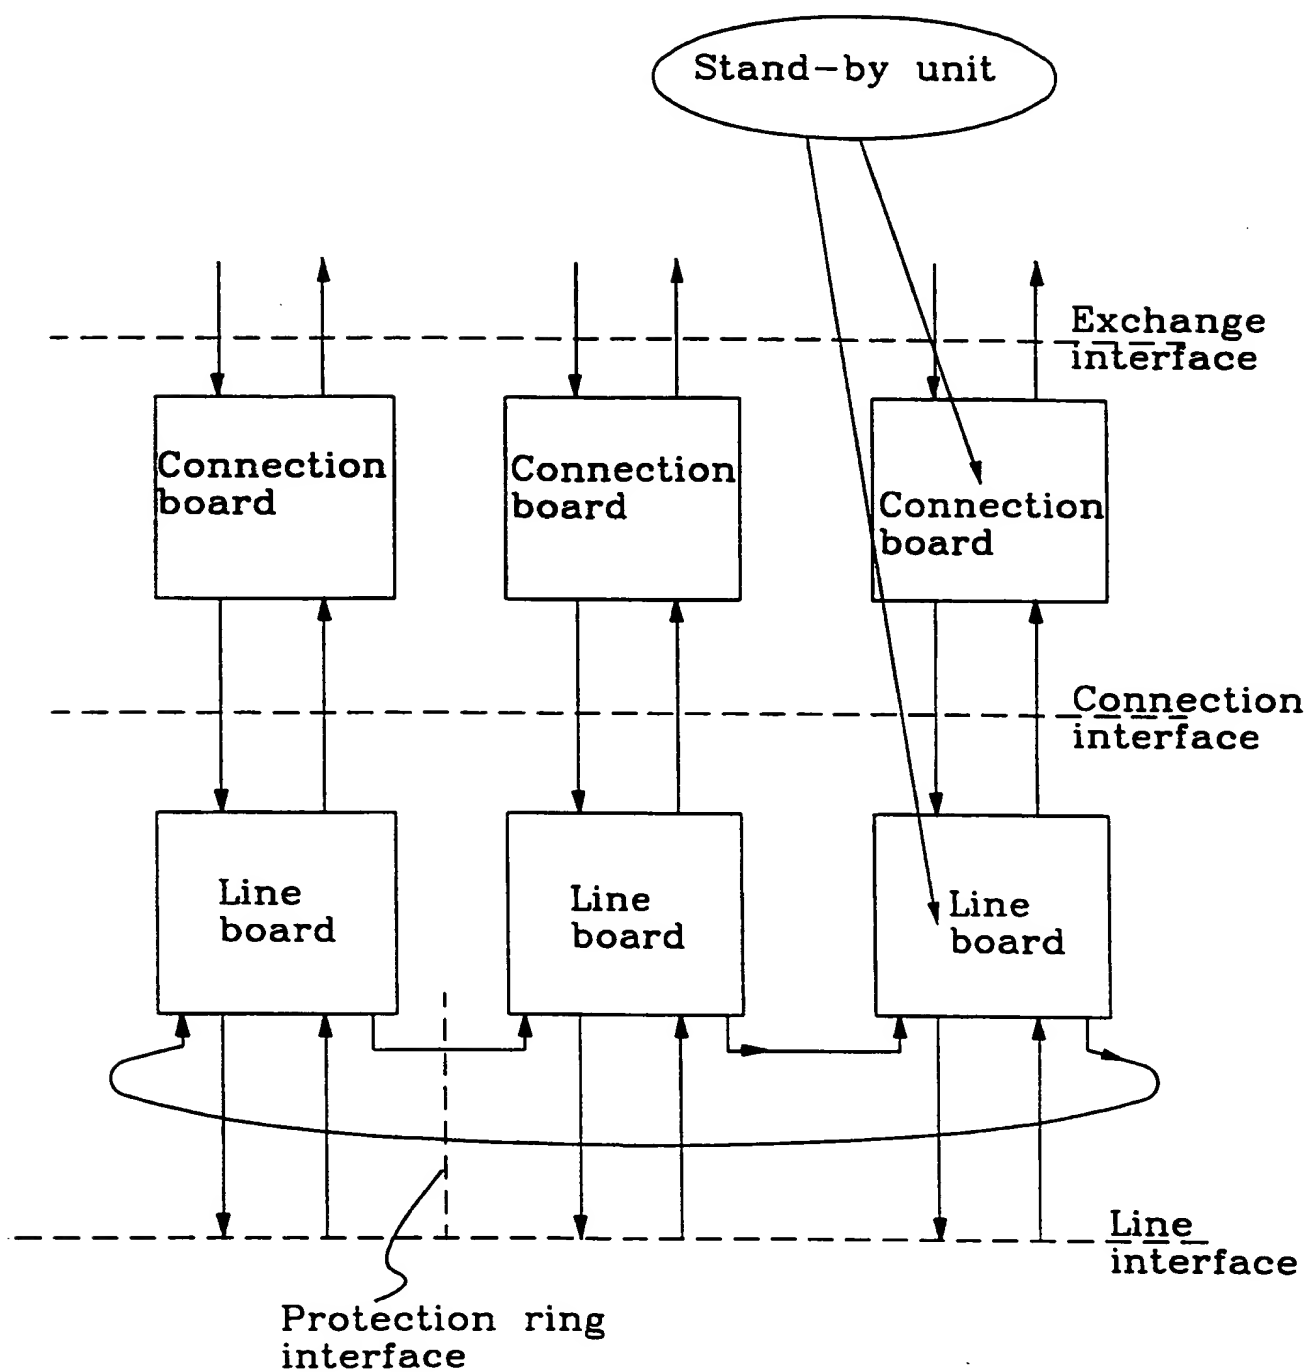 Stand-by unit
Exchange
interface
Connection
board
Connection
board
Connection
board
Connection
interface
Line
board
Line
board
Line
board
Line
interface
Protection ring
interface